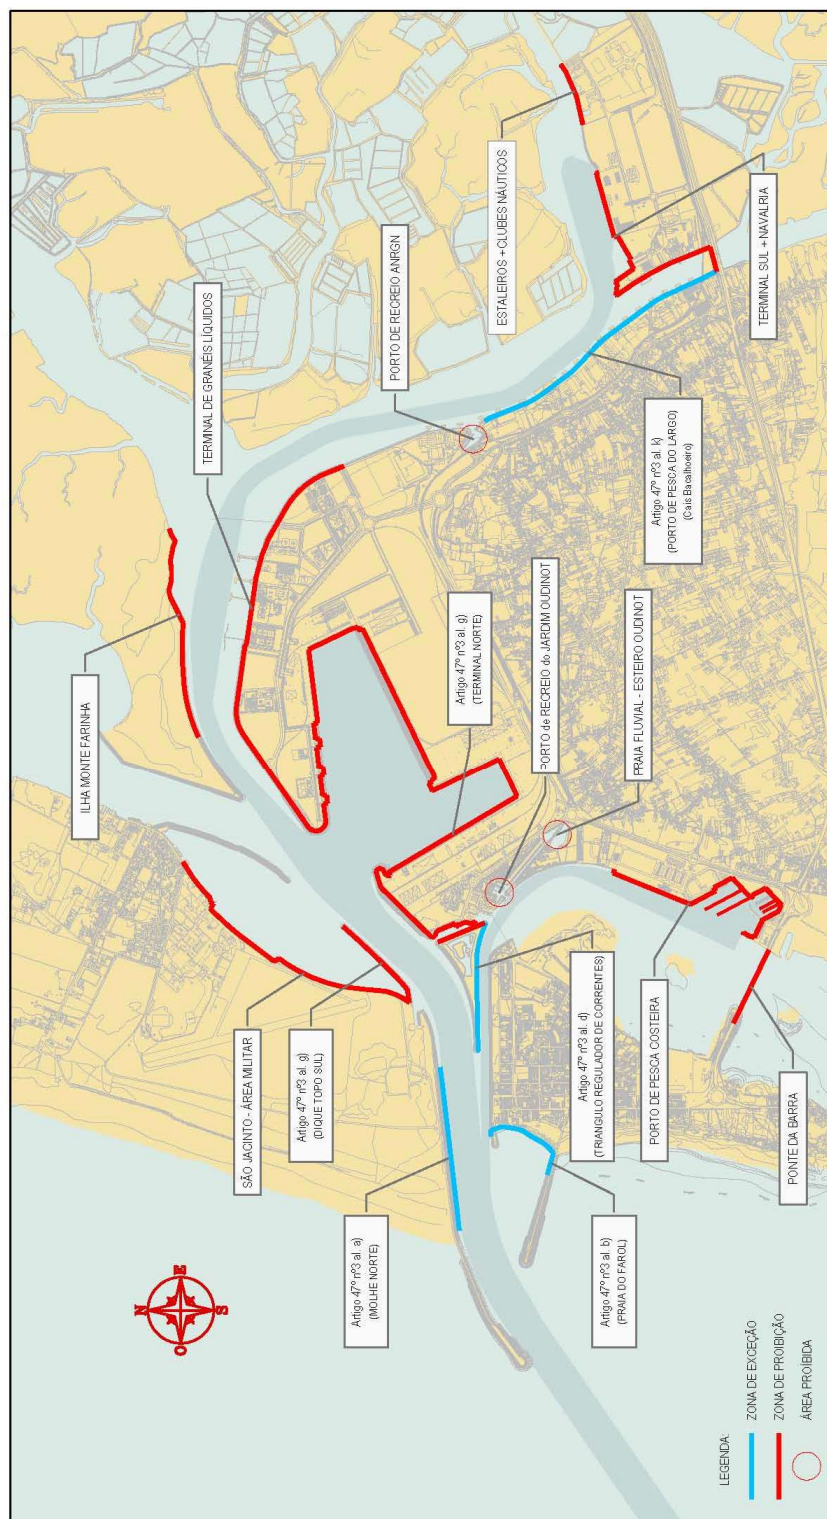 ILHA MONTE FARINHA
TERMINAL DE GRANÉIS LÍQUIDOS
N
O
E
S
SÃO JACINTO - ÁREA MILITAR
Artigo 47º nº3 al. g)
(DIQUE TOPO SUL)
Artigo 47º nº3 al. a)
(MOLHE NORTE)
PORTO DE RECREIO ANRGN
Artigo 47º nº3 al. g)
(TERMINAL NORTE)
ESTALEIROS + CLUBES NÁUTICOS
PORTO de RECREIO do JARDIM OUDINOT
Artigo 47º nº3 al. b)
(PRAIA DO FAROL)
Artigo 47º nº3 al. d)
(TRIANGULO REGULADOR DE CORRENTES)
PRAIA FLUVIAL - ESTEIRO OUDINOT
PORTO DE PESCA COSTEIRA
Artigo 47º nº3 al. k)
(PORTO DE PESCA DO LARGO)
(Cais Bacalhoeiro)
TERMINAL SUL + NAVALRIA
PONTE DA BARRA
LEGENDA:
ZONA DE EXCEÇÃO
ZONA DE PROIBIÇÃO
ÁREA PROÍBIDA